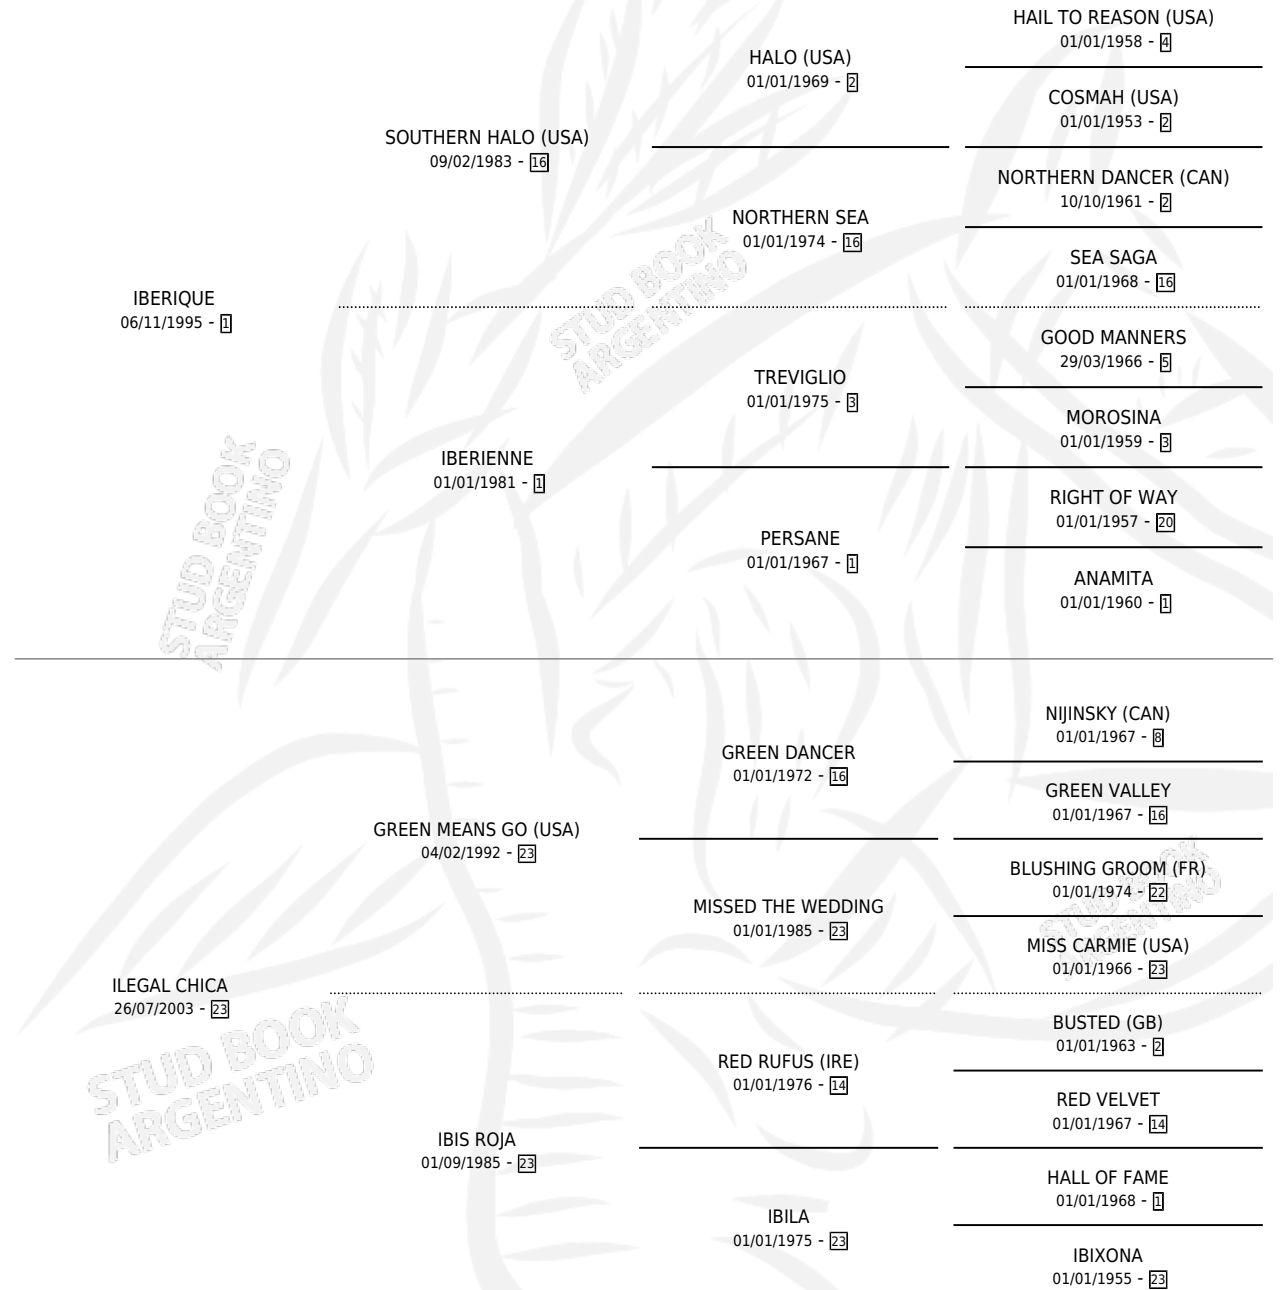 HAIL TO REASON (USA)
01/01/1958 - 4
HALO (USA)
01/01/1969 - 2
COSMAH (USA)
01/01/1953 - 2
SOUTHERN HALO (USA)
09/02/1983 - 16
NORTHERN DANCER (CAN)
10/10/1961 - 2
NORTHERN SEA
01/01/1974 - 16
SEA SAGA
01/01/1968 - 16
IBERIQUE
06/11/1995 - 1
STUD BOOK
ARGENTINO
GOOD MANNERS
29/03/1966 - 5
TREVIGLIO
01/01/1975 - 3
MOROSINA
01/01/1959 - 3
IBERIENNE
01/01/1981 - 1
RIGHT OF WAY
01/01/1957 - 20
PERSANE
01/01/1967 - 1
ANAMITA
01/01/1960 - 1
STUD BOOK
ARGENTINO
NIJINSKY (CAN)
01/01/1967 - 8
GREEN DANCER
01/01/1972 - 16
GREEN VALLEY
01/01/1967 - 16
GREEN MEANS GO (USA)
04/02/1992 - 23
BLUSHING GROOM (FR)
01/01/1974 - 22
MISSED THE WEDDING
01/01/1985 - 23
MISS CARMIE (USA)
01/01/1966 - 23
STUD BOOK
ARGENTINO
ILEGAL CHICA
26/07/2003 - 23
BUSTED (GB)
01/01/1963 - 2
RED RUFUS (IRE)
01/01/1976 - 14
RED VELVET
01/01/1967 - 14
STUD BOOK
ARGENTINO
IBIS ROJA
01/09/1985 - 23
HALL OF FAME
01/01/1968 - 1
IBILA
01/01/1975 - 23
IBIXONA
01/01/1955 - 23